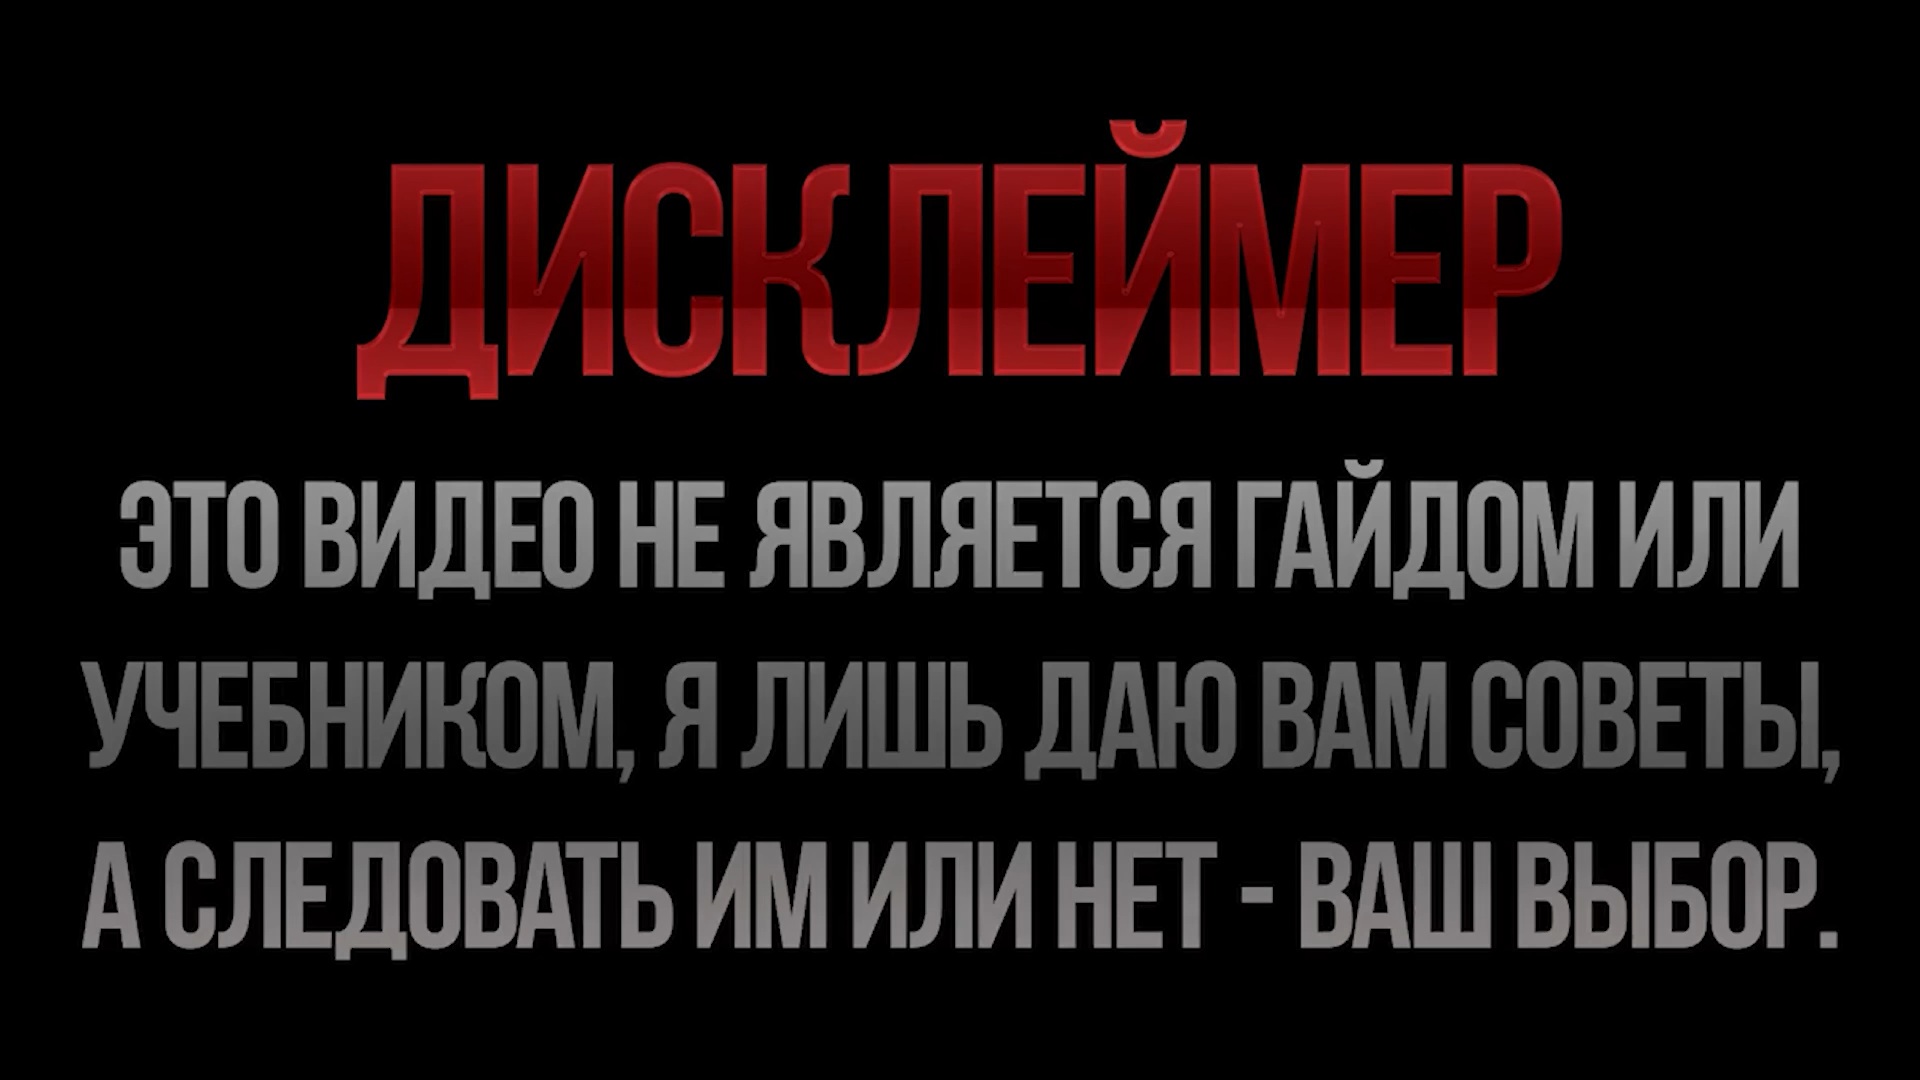 ДИСКЛЕЙМЕР
ЭТО ВИДЕО НЕ ЯВЛЯЕТСЯ ГАЙДОМ ИЛИ
УЧЕБНИКОМ, Я ЛИШЬ ДАЮ ВАМ СОВЕТЫ,
А СЛЕДОВАТЬ ИМ ИЛИ НЕТ - ВАШ ВЫБОР.